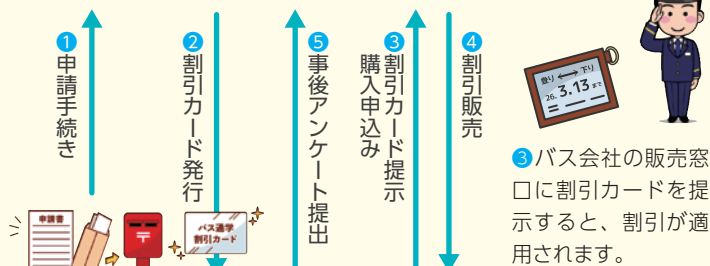 ❶申請手続き
❷割引カード発行
❺事後アンケート提出
❸割引カード提示
購入申込み
❹割引販売
登り ⟷ 下り
26. 3.13 まで
❸バス会社の販売窓
口に割引カードを提
示すると、割引が適
用されます。
申請書
バス通学
割引カード